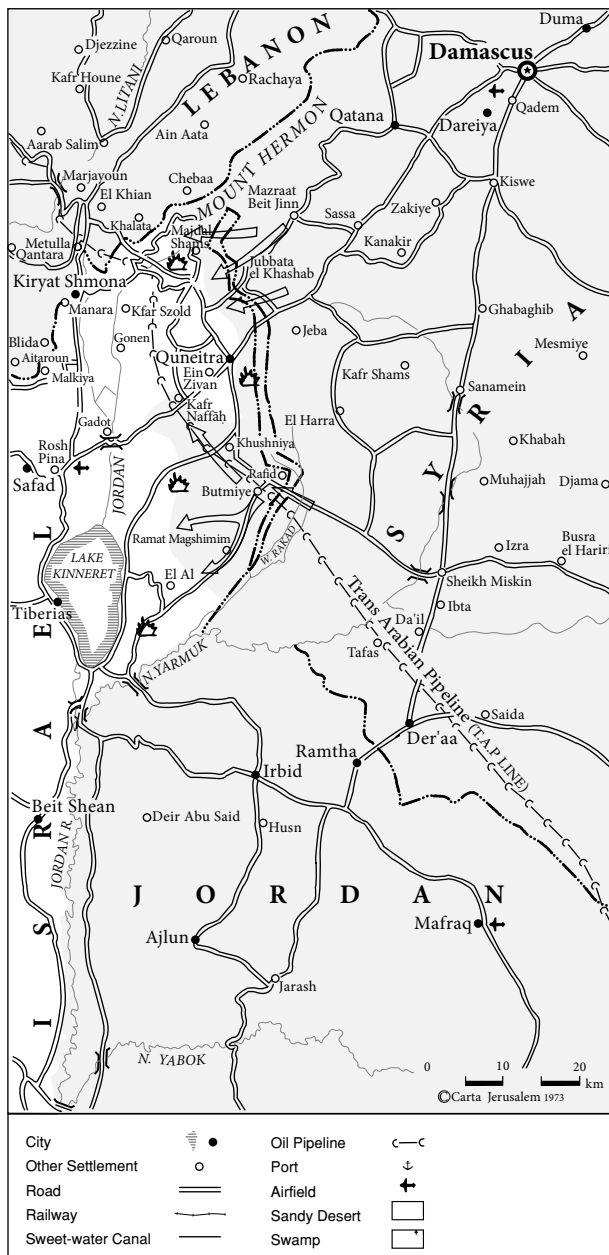 Duma
Djezzine
Qaroun
Damascus
Kafr Houne
LEBANON
Rachaya
N.LITANI
Qadem
Qatana
Dareiya
Ain Aata
Aarab Salim
MOUNT HERMON
Marjayoun
Chebaa
El Khian
Mazraat
Beit Jinn
Kiswe
Khalata
Sassa
Zakiye
Majdal
Shams
Metulla
Qantara
Kanakir
Jubbata
el Khashab
Kiryat Shmona
Manara
Kfar Szold
Ghabaghib
Jeba
Blida
Gonen
Mesmiye
Aitaroun
Quneitra
Malkiya
Ein
Zivan
Kafr Shams
Sanamein
Kafr
Naffah
Gadot
El Harra
Khushniya
Khabah
Rosh
Pina
Rafid
Safad
Butmiye
Muhajjah
Djama
JORDAN
SYRIA
Ramat Magshimim
W. RAKAD
Izra
Busra
el Hariri
LAKE
KINNERET
El Al
Sheikh Miskin
Tiberias
Ibta
Da'il
Trans Arabian Pipeline (T.A.P LINE)
Tafas
N.YARMUK
Saida
Der'aa
Ramtha
Irbid
Beit Shean
Deir Abu Said
Husn
JORDAN R.
JORDAN
Mafraq
Ajlun
ISRAEL
Jarash
N. YABOK
0 10 20
km
©Carta Jerusalem 1973
City
Oil Pipeline
Other Settlement
Port
Road
Airfield
Railway
Sandy Desert
Sweet-water Canal
Swamp